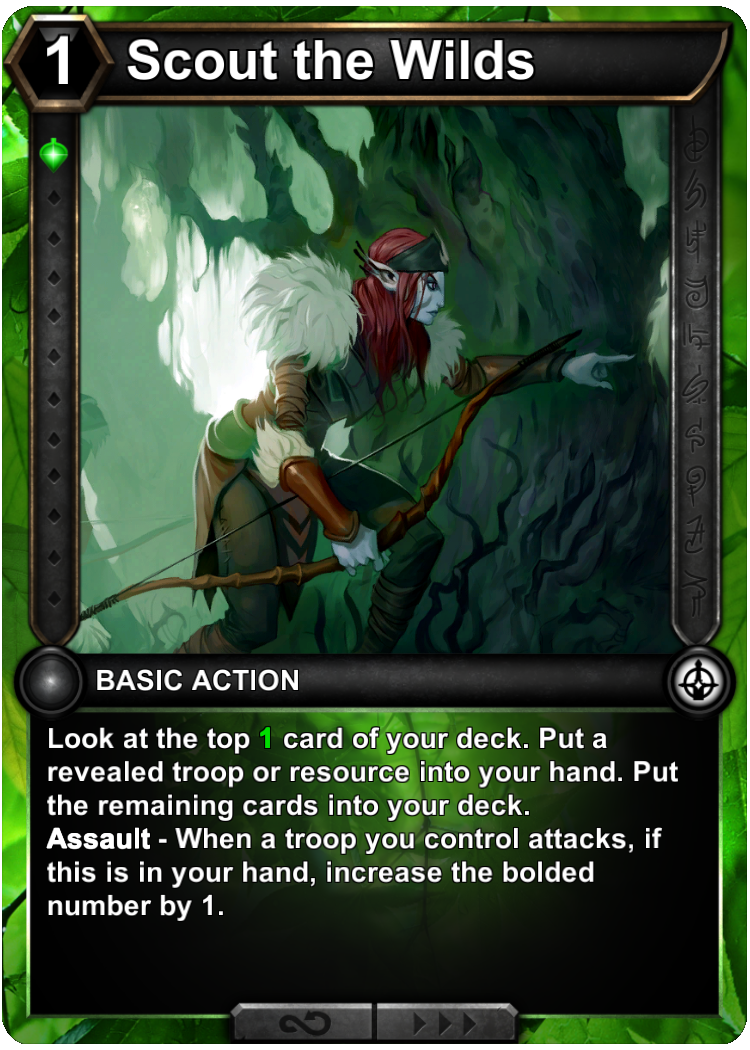 1 Scout the Wilds
BASIC ACTION
Look at the top 1 card of your deck. Put a
revealed troop or resource into your hand. Put
the remaining cards into your deck.
Assault - When a troop you control attacks, if
this is in your hand, increase the bolded
number by 1.